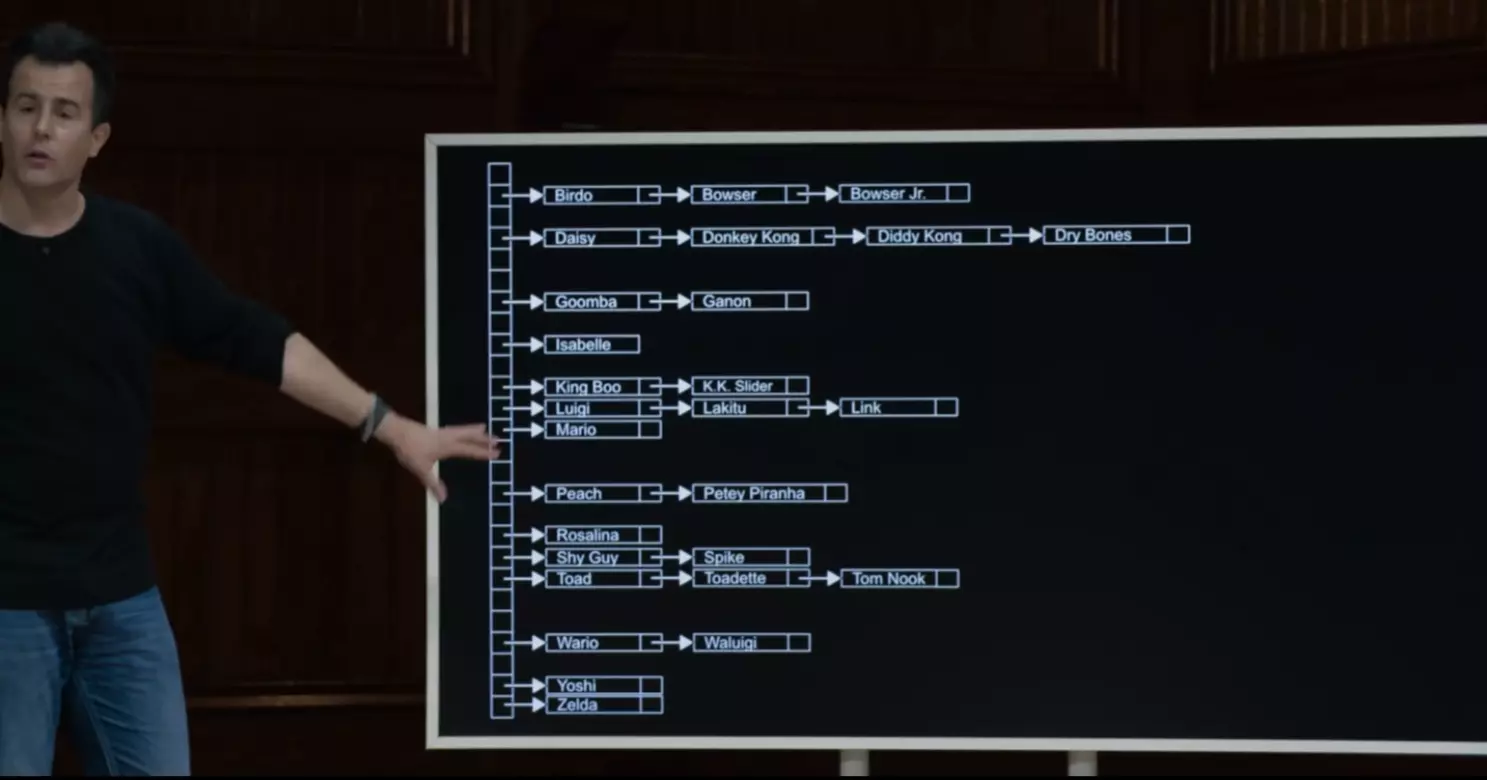 Birdo Bowser Bowser Jr.
Daisy Donkey Kong Diddy Kong Dry Bones
Goomba Ganon
Isabelle
King Boo K.K. Slider
Luigi Lakitu Link
Mario
Peach Petey Piranha
Rosalina
Shy Guy Spike
Toad Toadette Tom Nook
Wario Waluigi
Yoshi
Zelda